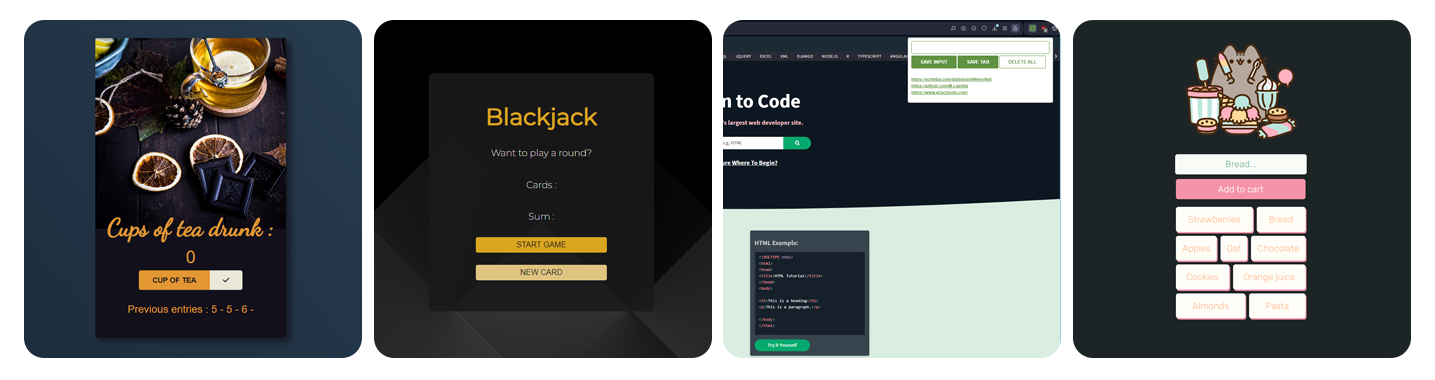 Cups of tea drunk :
0
CUP OF TEA
Previous entries : 5 - 5 - 6 -
Blackjack
Want to play a round?
Cards :
Sum :
START GAME
NEW CARD
JQUERY EXCEL XML DJANGO NODE.JS R TYPESCRIPT
n to Code
's largest web developer site.
e.g. HTML
ure Where To Begin?
SAVE INPUT SAVE TAB DELETE ALL
https://scrimba.com/dashboard#enrolled
https://www.w3schools.com/
HTML Example:
<!DOCTYPE html>
<html>
<head>
<title>HTML Tutorial</title>
</head>
<body>
<h1>This is a heading</h1>
<p>This is a paragraph.</p>
</body>
</html>
Try it Yourself
Bread...
Add to cart
Strawberries Bread
Apples Oat Chocolate
Cookies Orange juice
Almonds Pasta